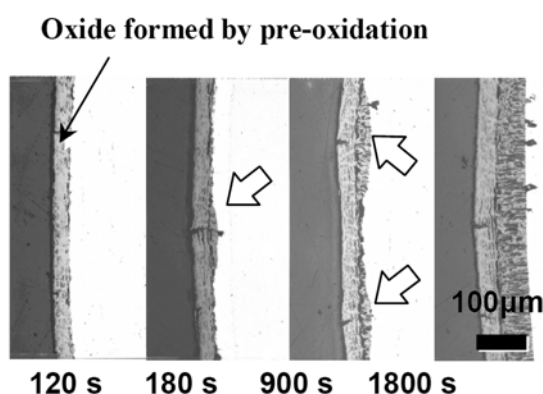 Oxide formed by pre-oxidation
100μm
120 s 180 s 900 s 1800 s